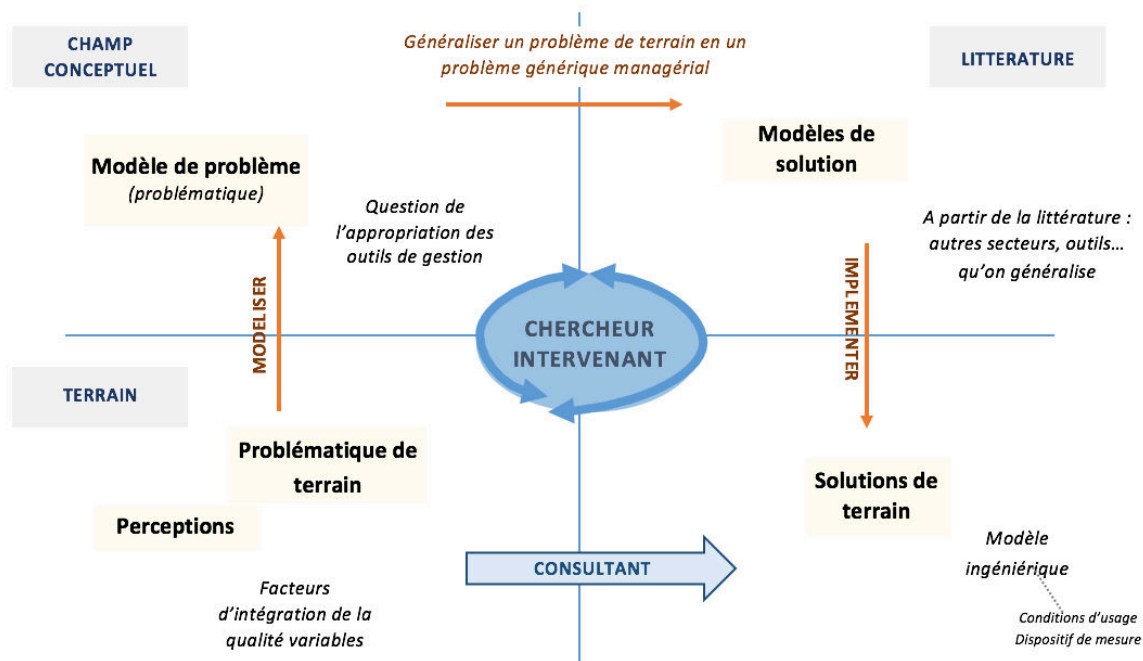 CHAMP
CONCEPTUEL
Généraliser un problème de terrain en un
problème générique managérial
LITTERATURE
Modèle de problème
(problématique)
Modèles de
solution
Question de
l'appropriation des
outils de gestion
A partir de la littérature :
autres secteurs, outils…
qu'on généralise
MODELISER
CHERCHEUR
INTERVENANT
IMPLEMENTER
TERRAIN
Problématique de
terrain
Perceptions
Solutions de
terrain
CONSULTANT
Modèle
ingéniérique
Facteurs
d'intégration de la
qualité variables
Conditions d'usage
Dispositif de mesure